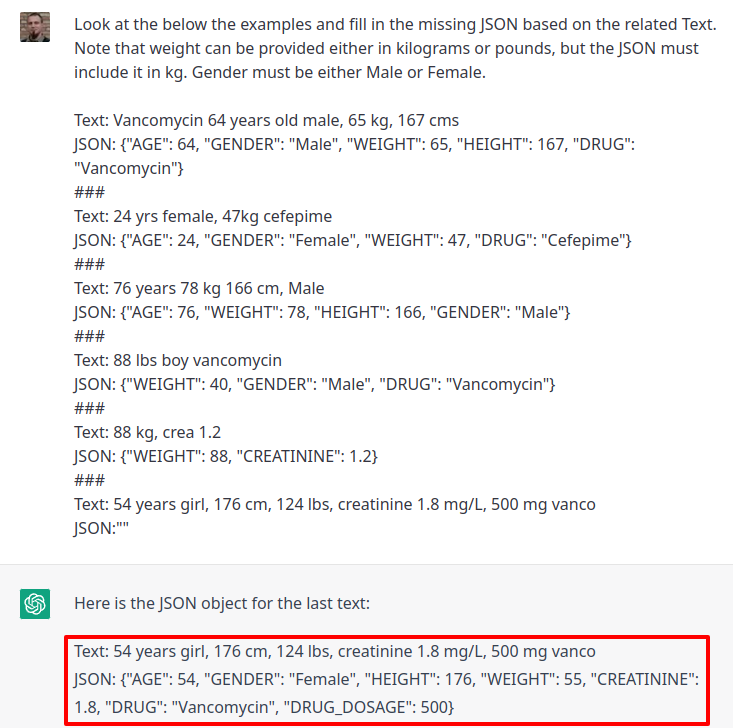 Look at the below the examples and fill in the missing JSON based on the related Text.
Note that weight can be provided either in kilograms or pounds, but the JSON must
include it in kg. Gender must be either Male or Female.
Text: Vancomycin 64 years old male, 65 kg, 167 cms
JSON: {"AGE": 64, "GENDER": "Male", "WEIGHT": 65, "HEIGHT": 167, "DRUG":
"Vancomycin"}
###
Text: 24 yrs female, 47kg cefepime
JSON: {"AGE": 24, "GENDER": "Female", "WEIGHT": 47, "DRUG": "Cefepime"}
###
Text: 76 years 78 kg 166 cm, Male
JSON: {"AGE": 76, "WEIGHT": 78, "HEIGHT": 166, "GENDER": "Male"}
###
Text: 88 lbs boy vancomycin
JSON: {"WEIGHT": 40, "GENDER": "Male", "DRUG": "Vancomycin"}
###
Text: 88 kg, crea 1.2
JSON: {"WEIGHT": 88, "CREATININE": 1.2}
###
Text: 54 years girl, 176 cm, 124 lbs, creatinine 1.8 mg/L, 500 mg vanco
JSON:""
Here is the JSON object for the last text:
Text: 54 years girl, 176 cm, 124 lbs, creatinine 1.8 mg/L, 500 mg vanco
JSON: {"AGE": 54, "GENDER": "Female", "HEIGHT": 176, "WEIGHT": 55, "CREATININE":
1.8, "DRUG": "Vancomycin", "DRUG_DOSAGE": 500}